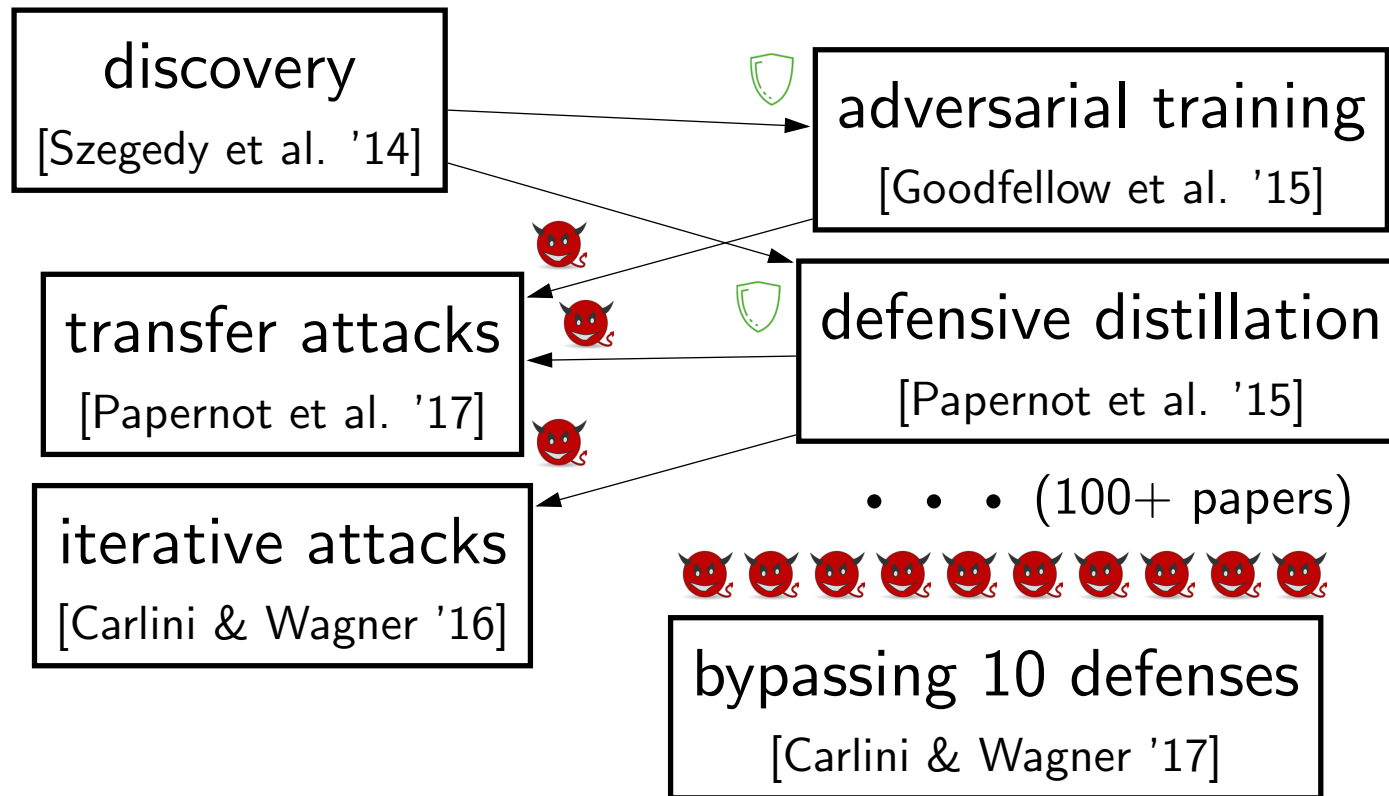 discovery
[Szegedy et al. '14]
adversarial training
[Goodfellow et al. '15]
transfer attacks
[Papernot et al. '17]
defensive distillation
[Papernot et al. '15]
iterative attacks
[Carlini & Wagner '16]
• • • (100+ papers)
bypassing 10 defenses
[Carlini & Wagner '17]